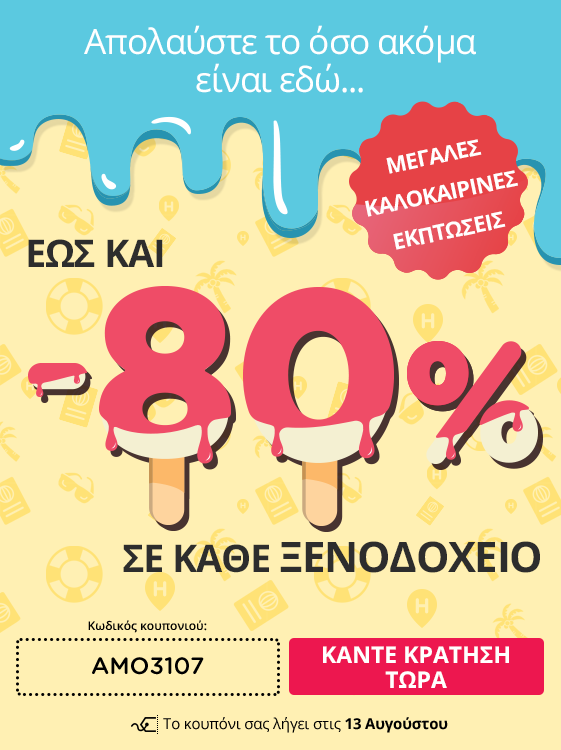 Απολαύστε το όσο ακόμα
είναι εδώ...
ΜΕΓΑΛΕΣ
ΚΑΛΟΚΑΙΡΙΝΕΣ
ΕΚΠΤΩΣΕΙΣ
ΕΩΣ ΚΑΙ
-80%
ΣΕ ΚΑΘΕ ΞΕΝΟΔΟΧΕΙΟ
Κωδικός κουπονιού:
AMO3107
ΚΑΝΤΕ ΚΡΑΤΗΣΗ
ΤΩΡΑ
Το κουπόνι σας λήγει στις 13 Αυγούστου